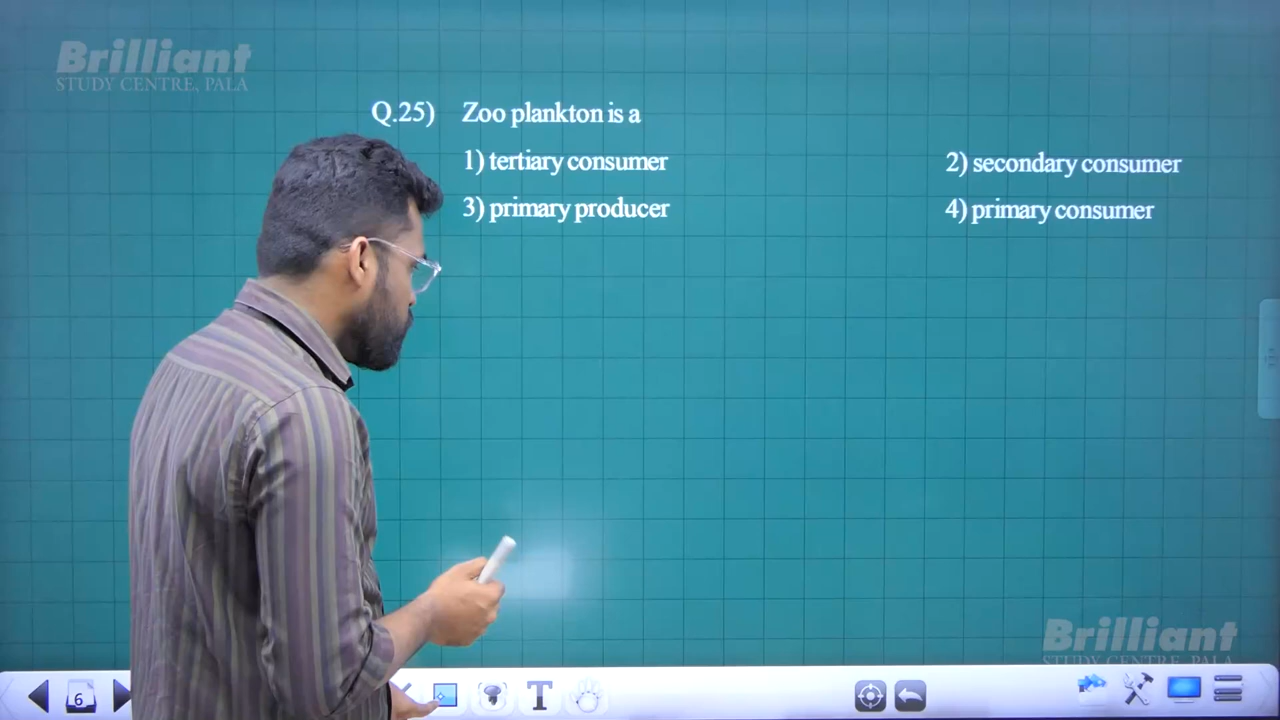 Brilliant
STUDY CENTRE, PALA
Q.25) Zoo plankton is a
1) tertiary consumer 2) secondary consumer
3) primary producer 4) primary consumer
Brilliant
STUDY CENTRE, PALA
6 T